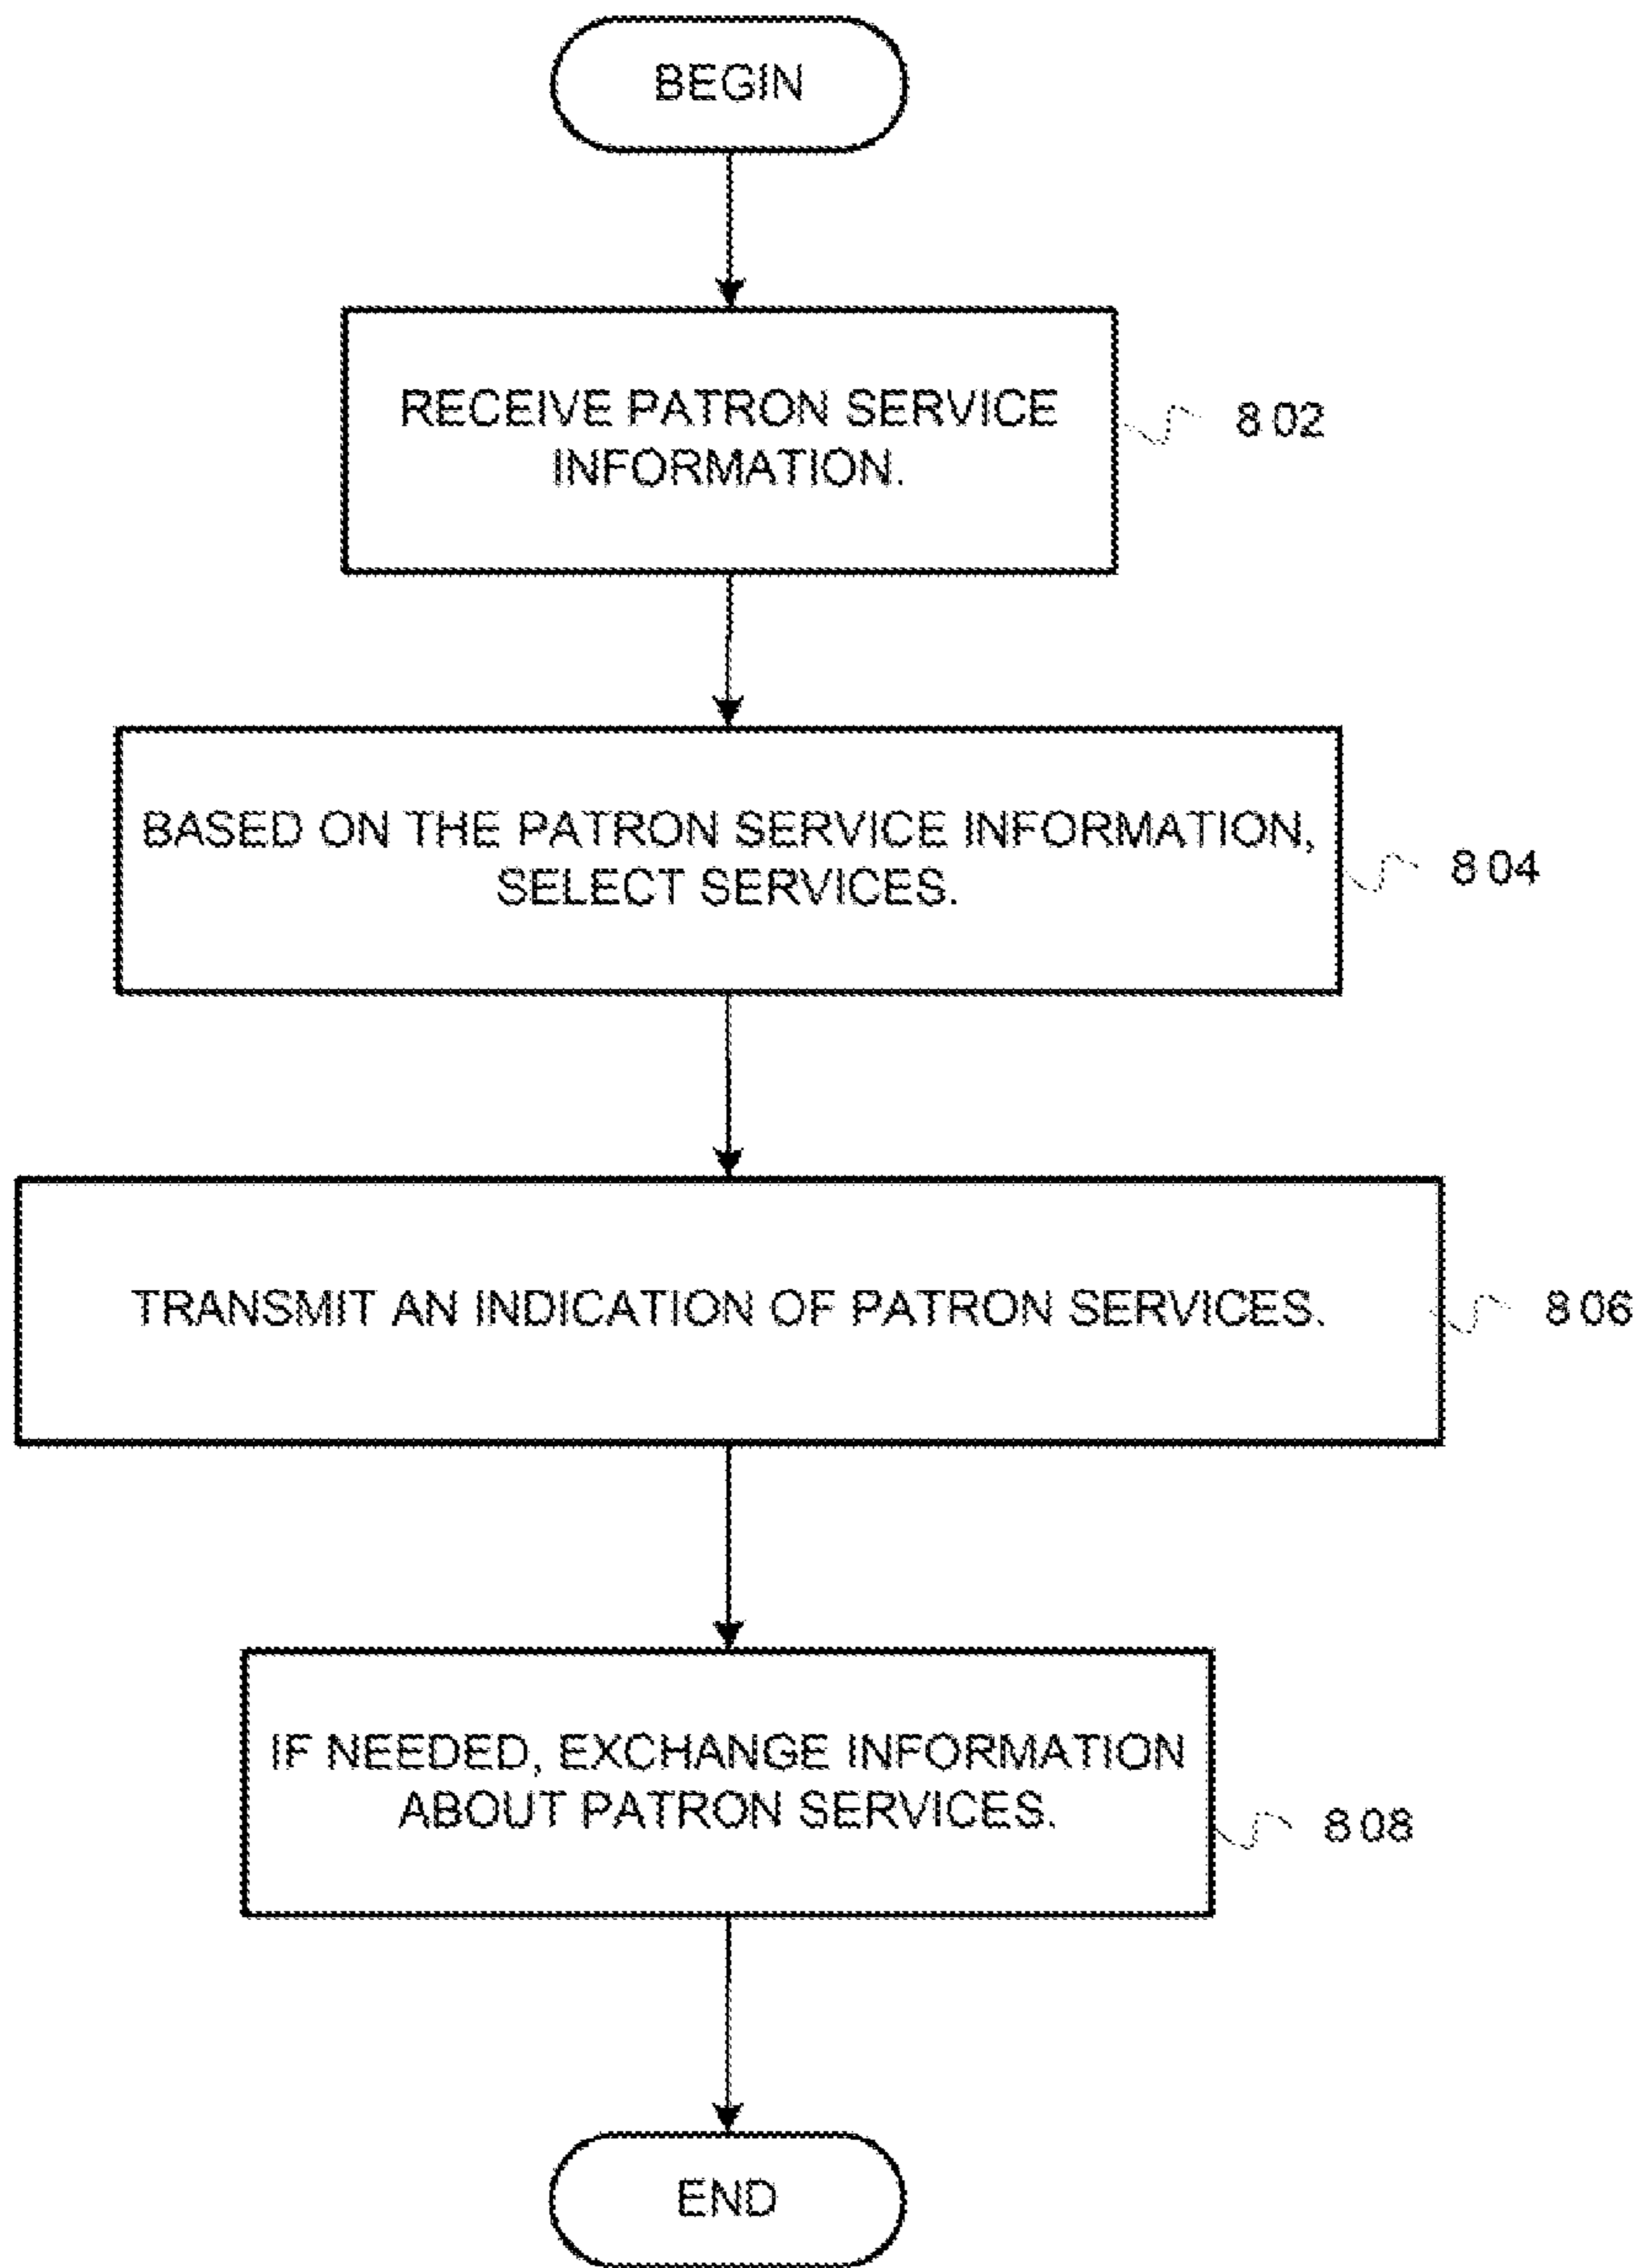 BEGIN
RECEIVE PATRON SERVICE
INFORMATION.
802
BASED ON THE PATRON SERVICE INFORMATION,
SELECT SERVICES.
804
TRANSMIT AN INDICATION OF PATRON SERVICES.
806
IF NEEDED, EXCHANGE INFORMATION
ABOUT PATRON SERVICES.
808
END